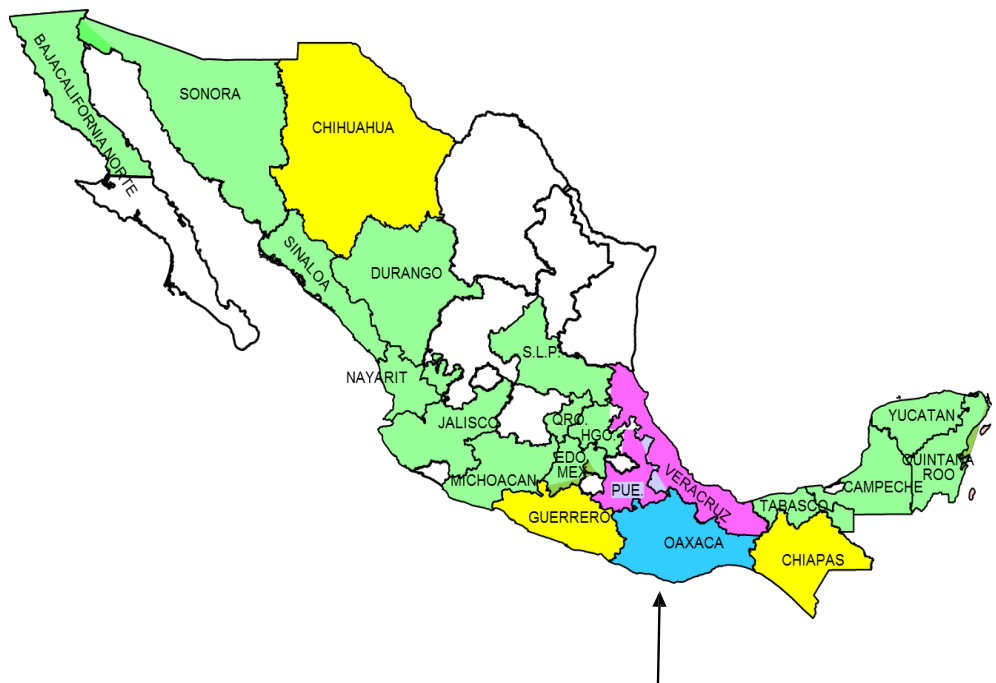 BAJACALIFORNIA NORTE
SONORA
CHIHUAHUA
SINALOA
DURANGO
S.L.P.
NAYARIT
JALISCO
QRO.
HGO.
EDO.
MEX
MICHOACAN
PUE.
VERACRUZ
GUERRERO
OAXACA
YUCATAN
QUINTANA
ROO
CAMPECHE
TABASCO
CHIAPAS